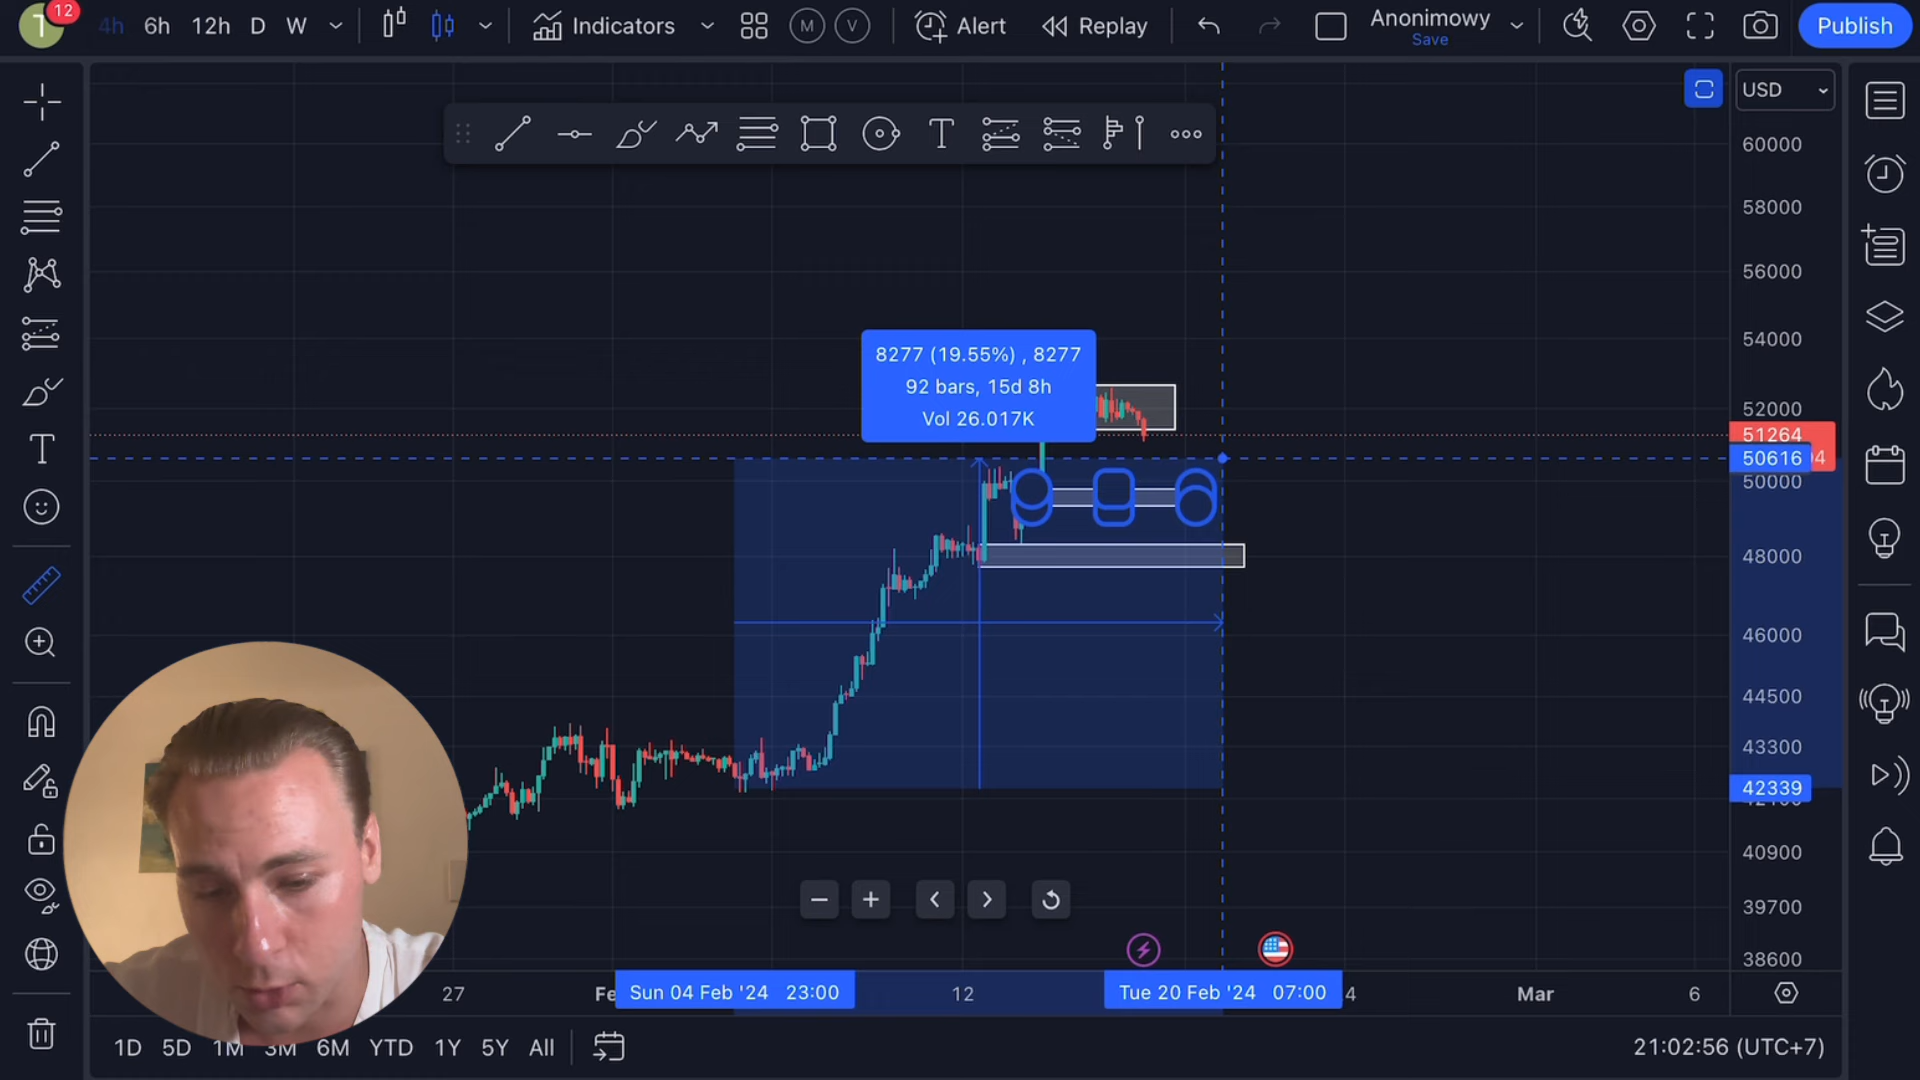 T
12
4h 6h 12h D W
Indicators
M
V
Alert
Replay
Anonimowy
Save
Publish
USD
60000
58000
56000
54000
8277 (19.55%) , 8277
92 bars, 15d 8h
Vol 26.017K
52000
51264
50616
4
50000
48000
46000
44500
43300
42339
40900
39700
38600
27
Fe
Sun 04 Feb '24 23:00
12
Tue 20 Feb '24 07:00
4
Mar
6
1D 5D 1M 3M 6M YTD 1Y 5Y All
21:02:56 (UTC+7)